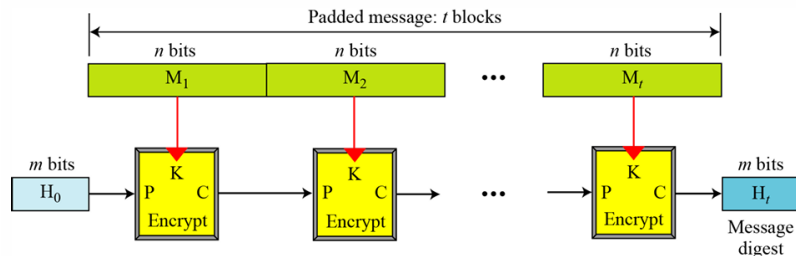 Padded message: t blocks
n bits n bits n bits
M1 M2 ••• Mt
m bits K K K m bits
H0 P C P C ••• P C Ht
Encrypt Encrypt Encrypt Message
digest